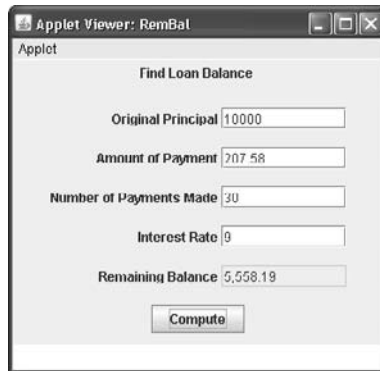 Applet Viewer: RemBal
Applet
Find Loan Balance
Original Principal 10000
Amount of Payment 207.58
Number of Payments Made 30
Interest Rate 9
Remaining Balance 5,558.19
Compute